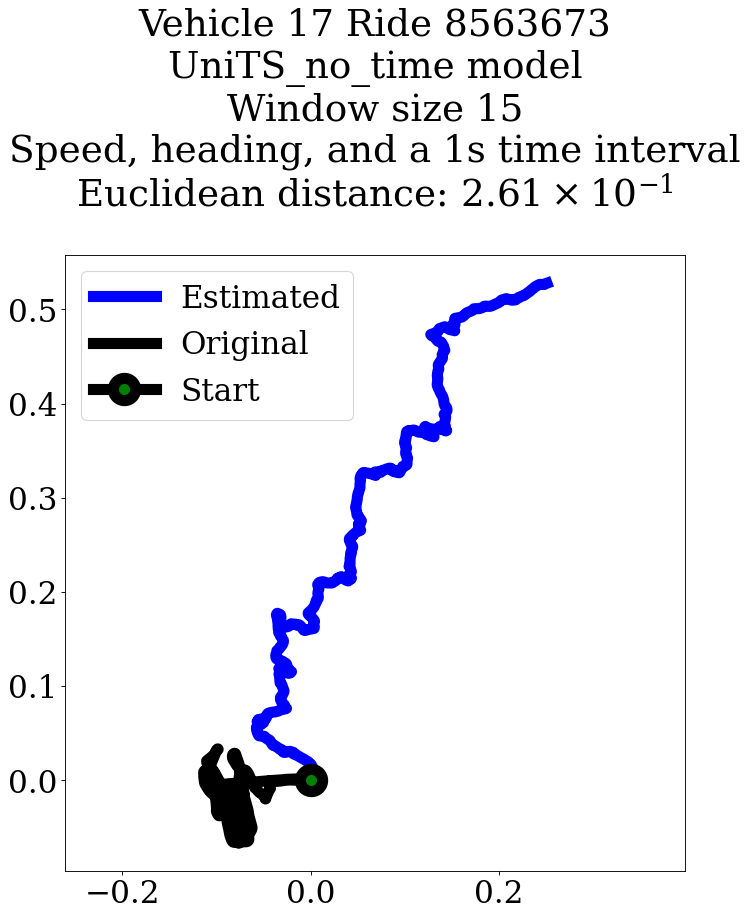 Vehicle 17 Ride 8563673
UniTS_no_time model
Window size 15
Speed, heading, and a 1s time interval
Euclidean distance: 2.61 × 10⁻¹
Estimated
Original
Start
0.5
0.4
0.3
0.2
0.1
0.0
−0.2 0.0 0.2